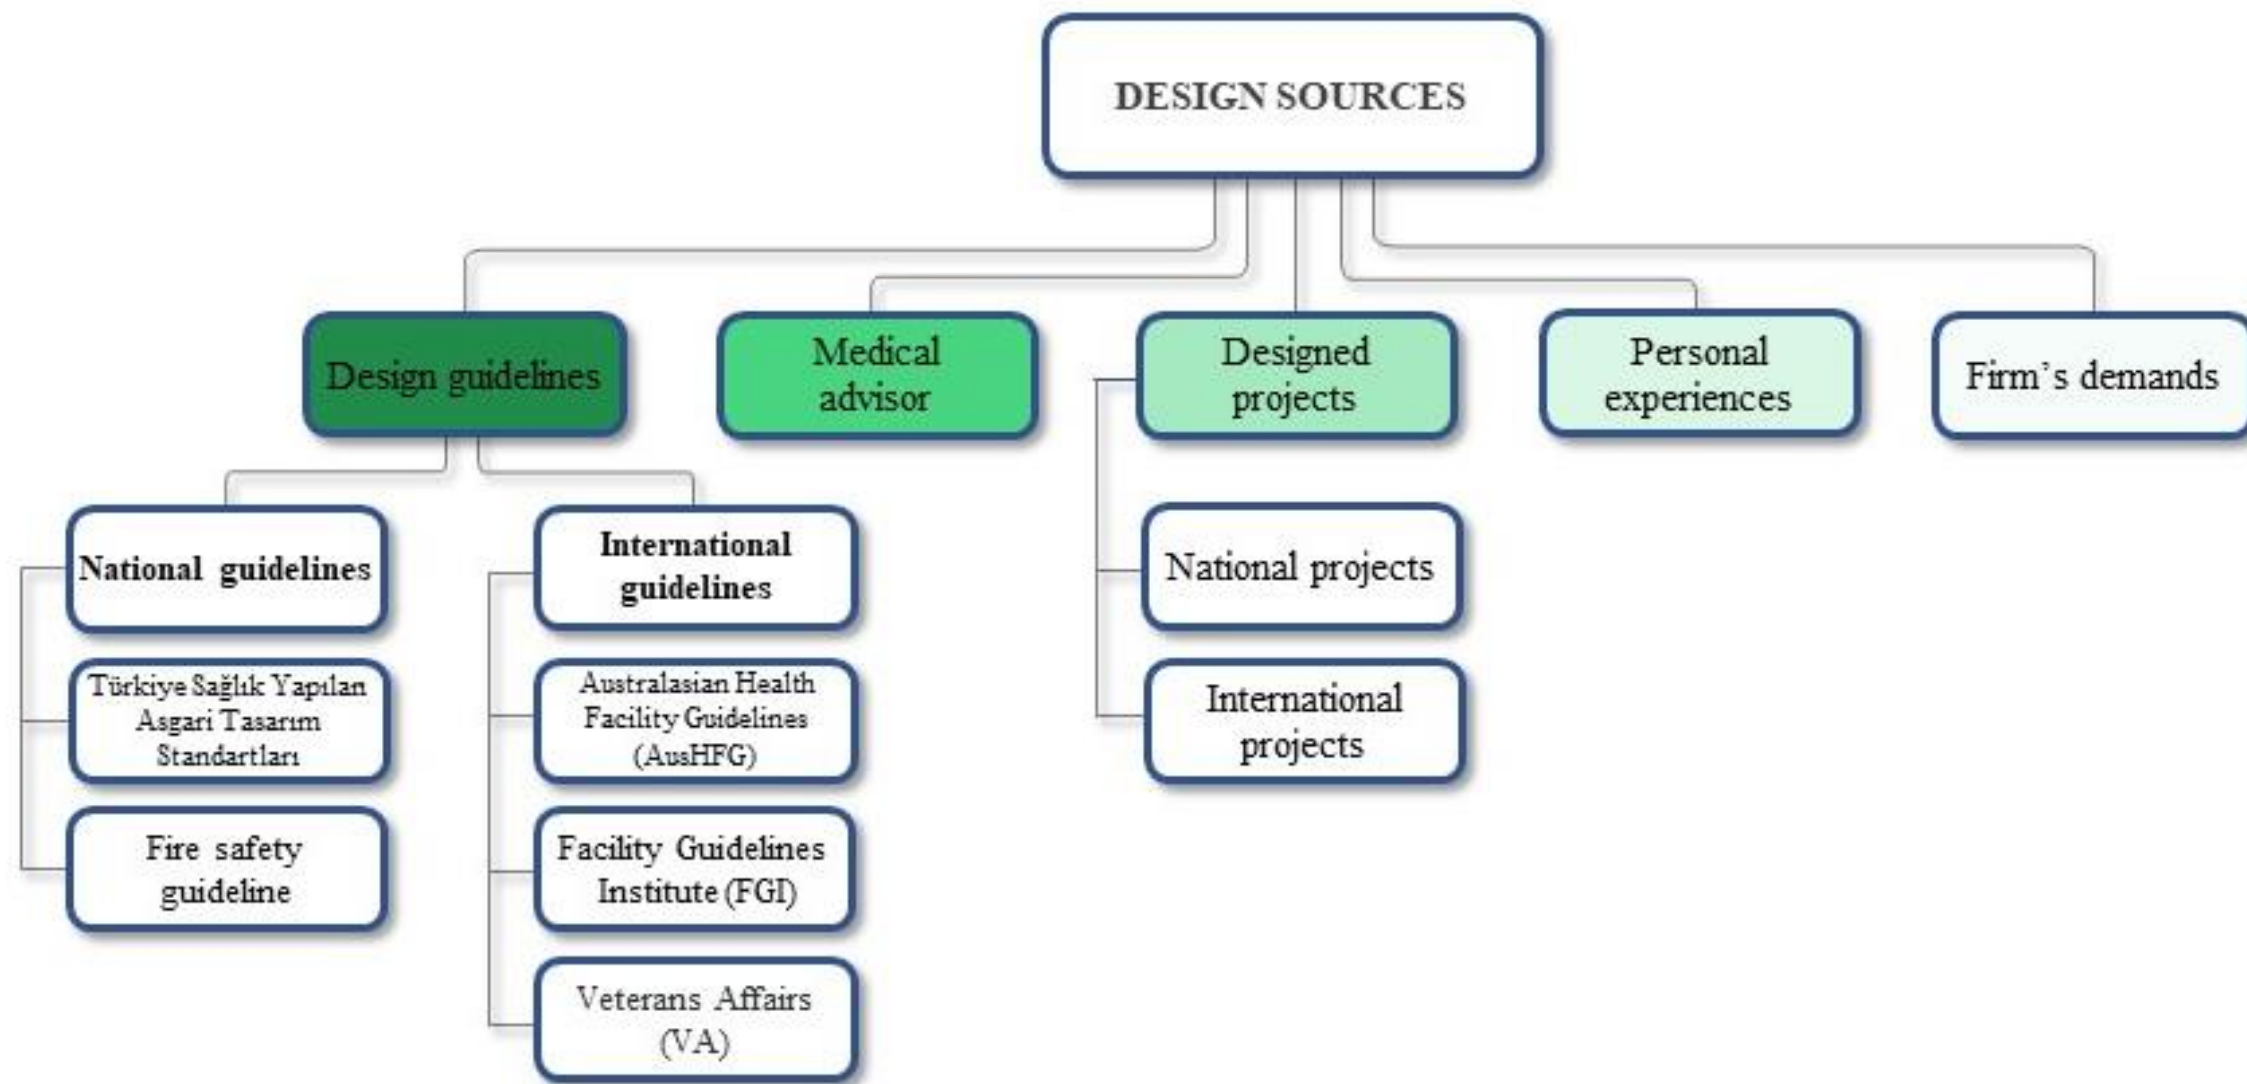 DESIGN SOURCES
Design guidelines
Medical
advisor
Designed
projects
Personal
experiences
Firm’s demands
National guidelines
Türkiye Sağlık Yapıları
Asgari Tasarım
Standartları
Fire safety
guideline
International
guidelines
Australasian Health
Facility Guidelines
(AusHFG)
Facility Guidelines
Institute (FGI)
Veterans Affairs
(VA)
National projects
International
projects